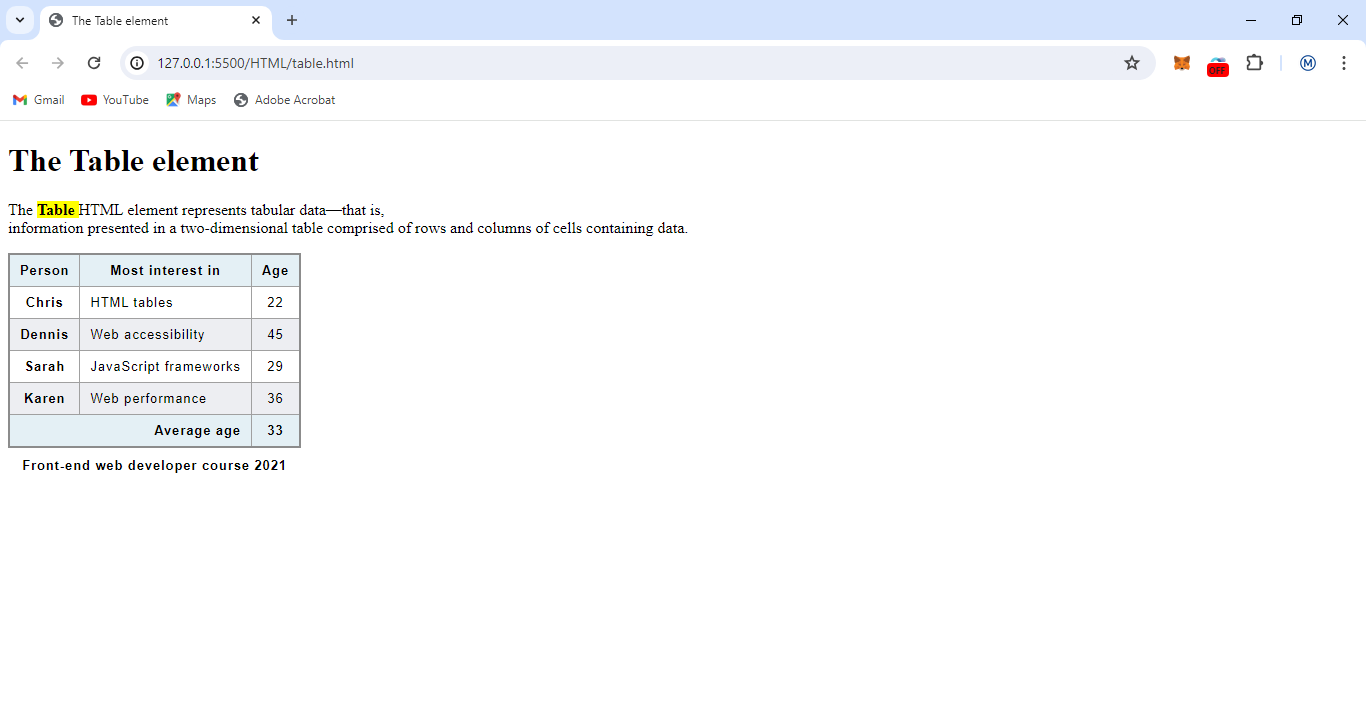 The Table element
127.0.0.1:5500/HTML/table.html
OFF
M
Gmail YouTube Maps Adobe Acrobat
The Table element
The Table HTML element represents tabular data—that is,
information presented in a two-dimensional table comprised of rows and columns of cells containing data.
Person Most interest in Age
Chris HTML tables 22
Dennis Web accessibility 45
Sarah JavaScript frameworks 29
Karen Web performance 36
Average age 33
Front-end web developer course 2021